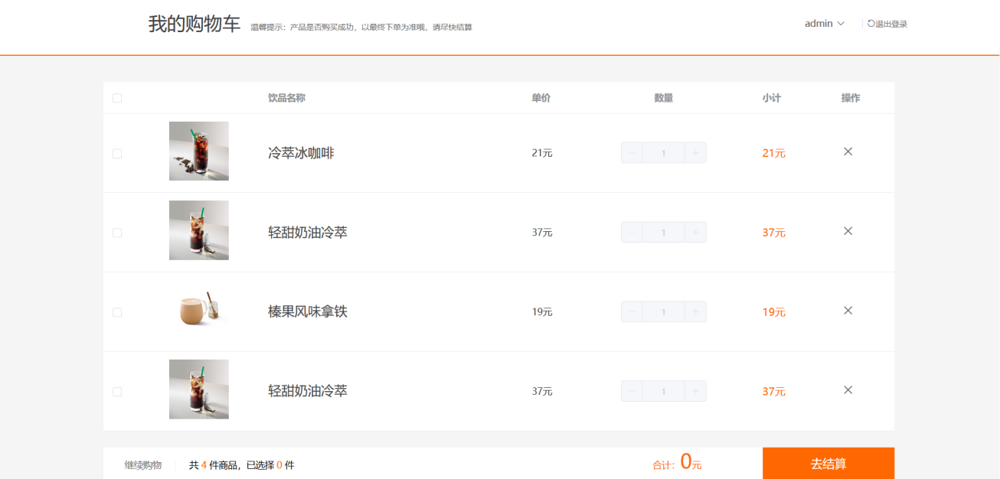 我的购物车 温馨提示：产品是否购买成功，以最终下单为准哦，请尽快结算 admin 退出登录
饮品名称 单价 数量 小计 操作
冷萃冰咖啡 21元 1 21元
轻甜奶油冷萃 37元 1 37元
榛果风味拿铁 19元 1 19元
轻甜奶油冷萃 37元 1 37元
继续购物 共 4 件商品，已选择 0 件 合计：0元 去结算